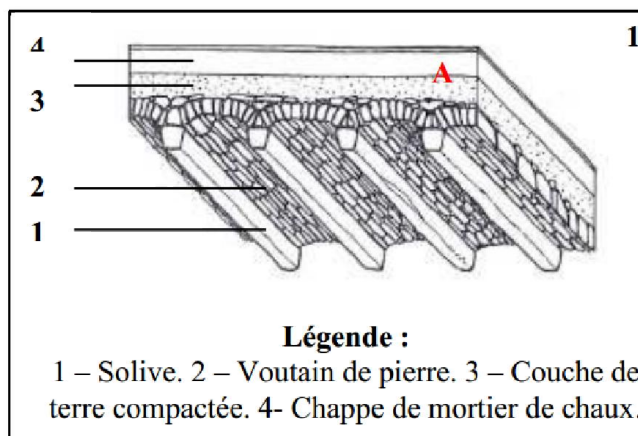 4
1
A
3
2
1
Légende :
1 – Solive. 2 – Voutain de pierre. 3 – Couche de
terre compactée. 4- Chappe de mortier de chaux.